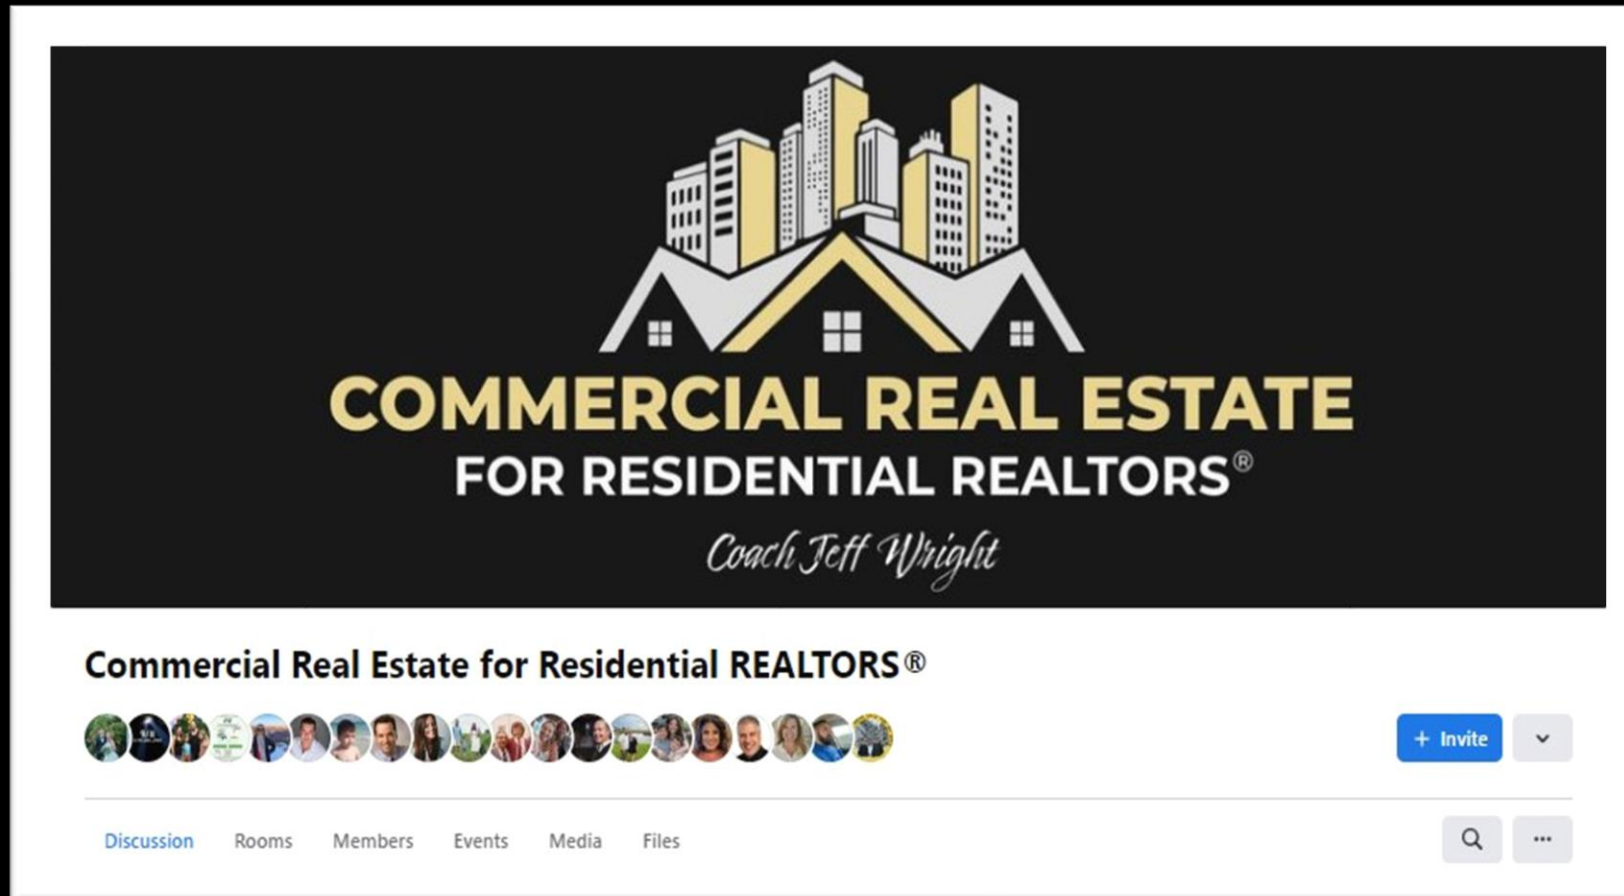 COMMERCIAL REAL ESTATE
FOR RESIDENTIAL REALTORS®
Coach Jeff Wright
Commercial Real Estate for Residential REALTORS®
+ Invite
Discussion Rooms Members Events Media Files